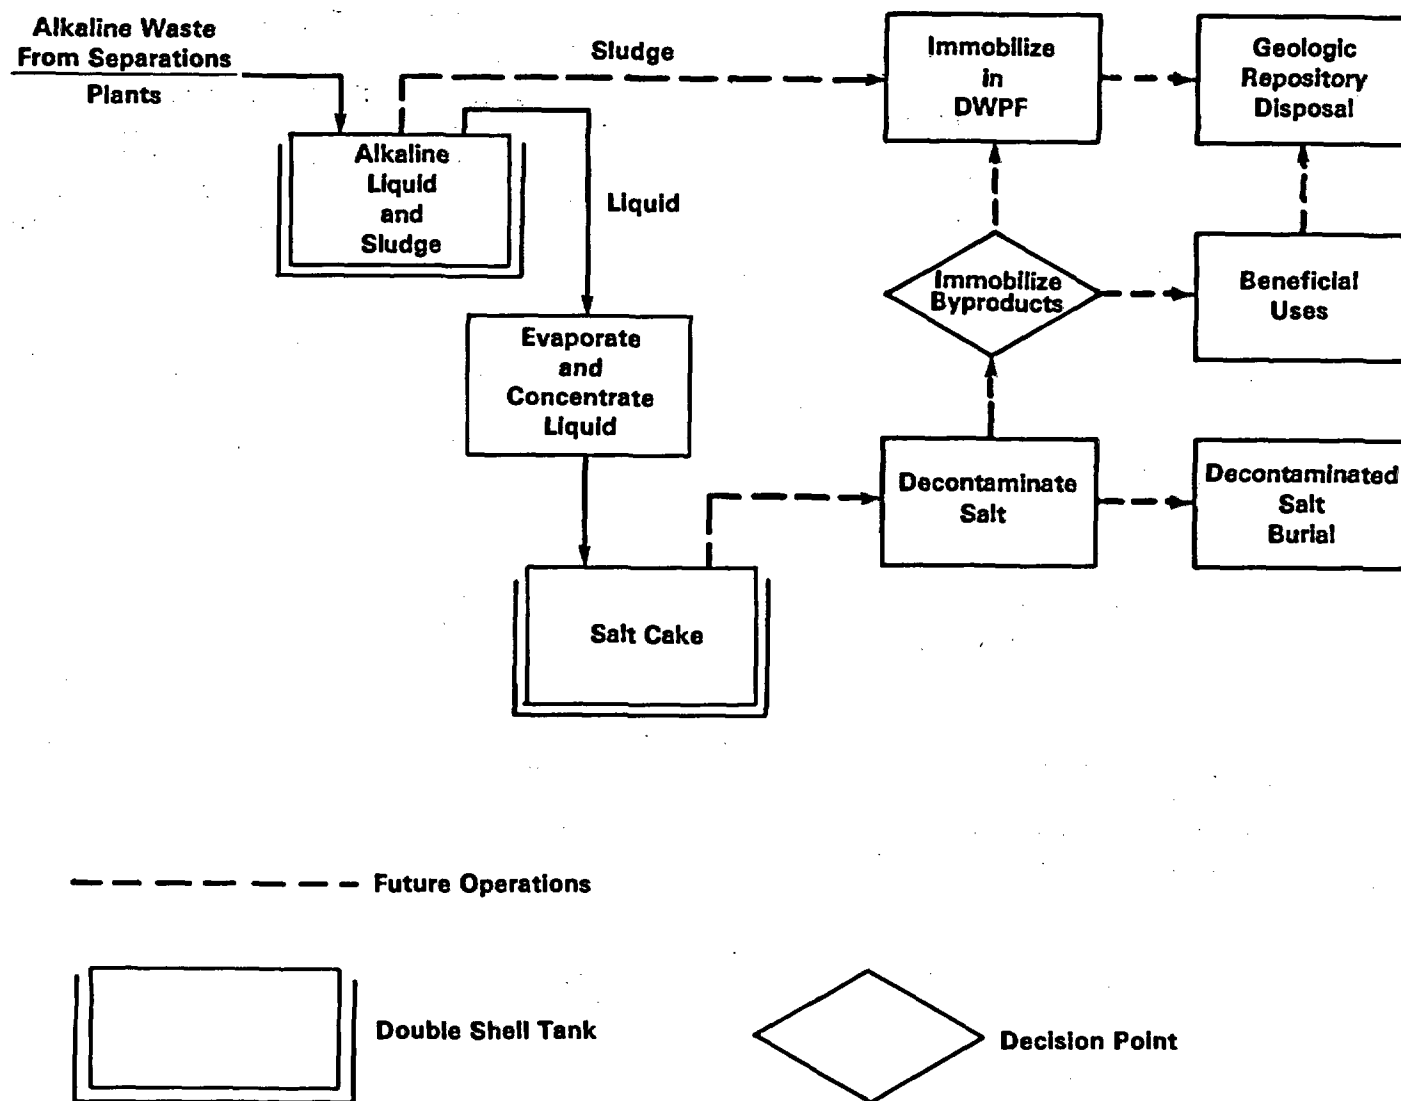 Alkaline Waste
From Separations
Plants
Sludge
Immobilize
in
DWPF
Geologic
Repository
Disposal
Alkaline
Liquid
and
Sludge
Liquid
Immobilize
Byproducts
Beneficial
Uses
Evaporate
and
Concentrate
Liquid
Decontaminate
Salt
Decontaminated
Salt
Burial
Salt Cake
Future Operations
Double Shell Tank
Decision Point